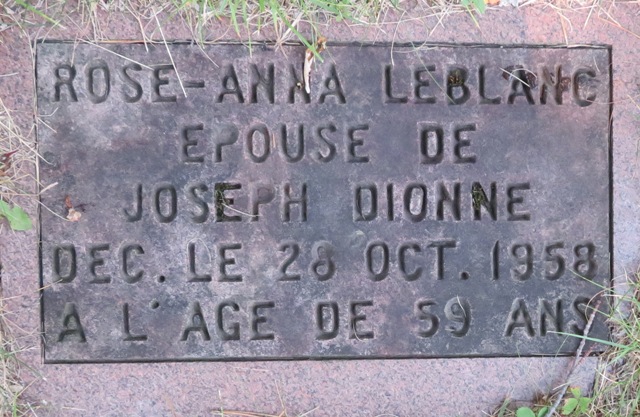 ROSE-ANNA LEBLANC
EPOUSE DE
JOSEPH DIONNE
DEC. LE 28 OCT. 1958
A L'AGE DE 59 ANS